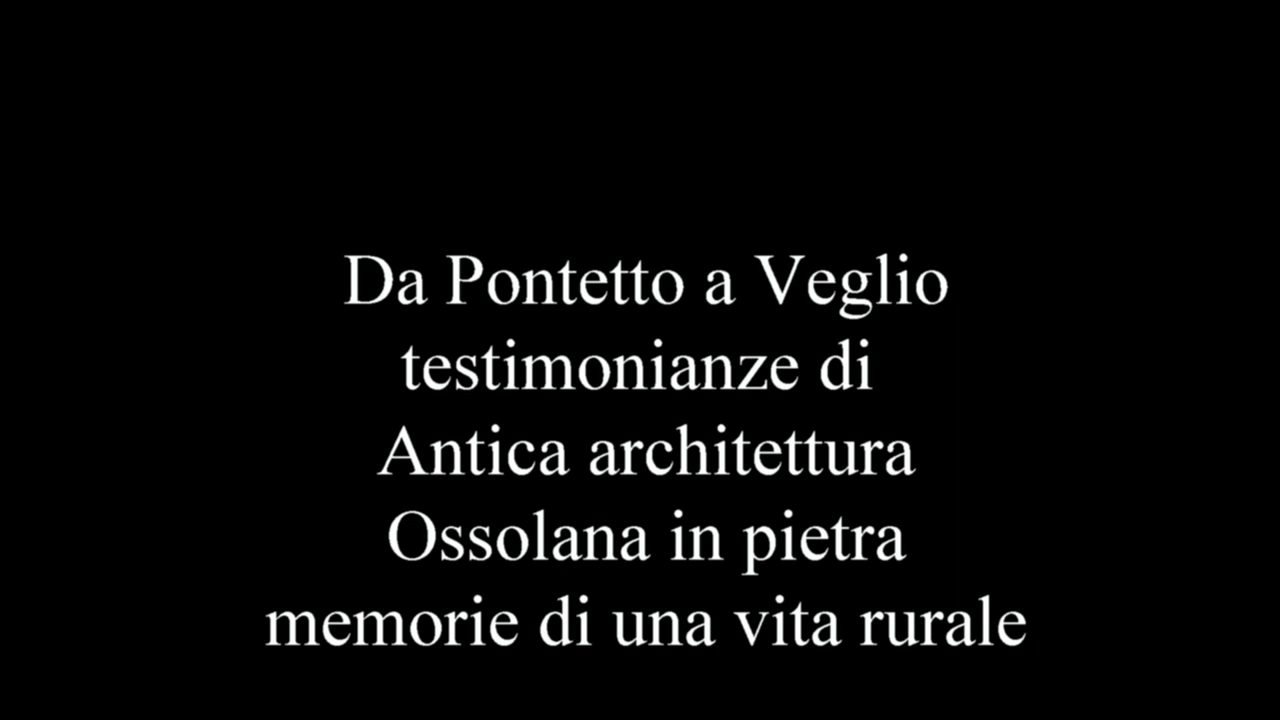 Da Pontetto a Veglio
testimonianze di
Antica architettura
Ossolana in pietra
memorie di una vita rurale